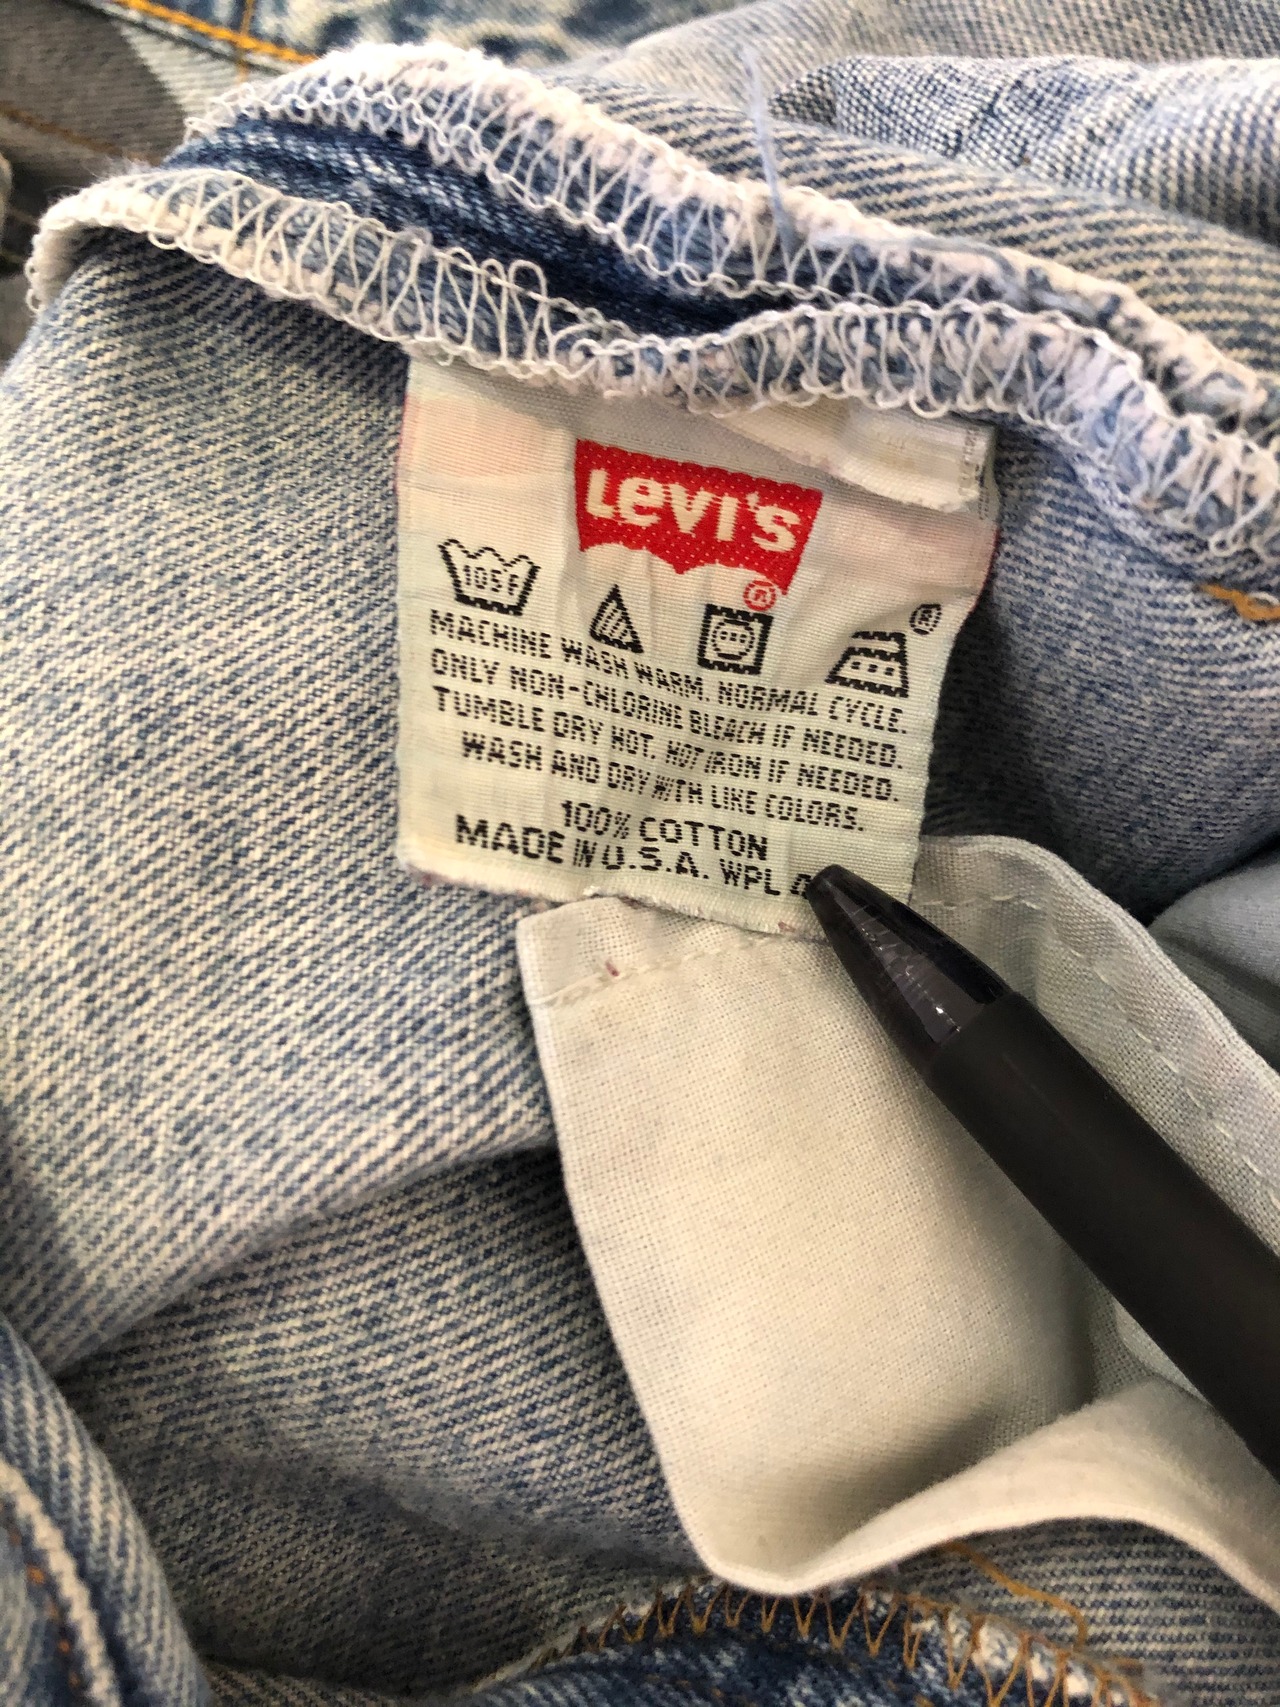 Levi's
®
105°F
®
MACHINE WASH WARM. NORMAL CYCLE.
ONLY NON-CHLORINE BLEACH IF NEEDED.
TUMBLE DRY HOT. HOT IRON IF NEEDED.
WASH AND DRY WITH LIKE COLORS.
100% COTTON
MADE IN U.S.A. WPL